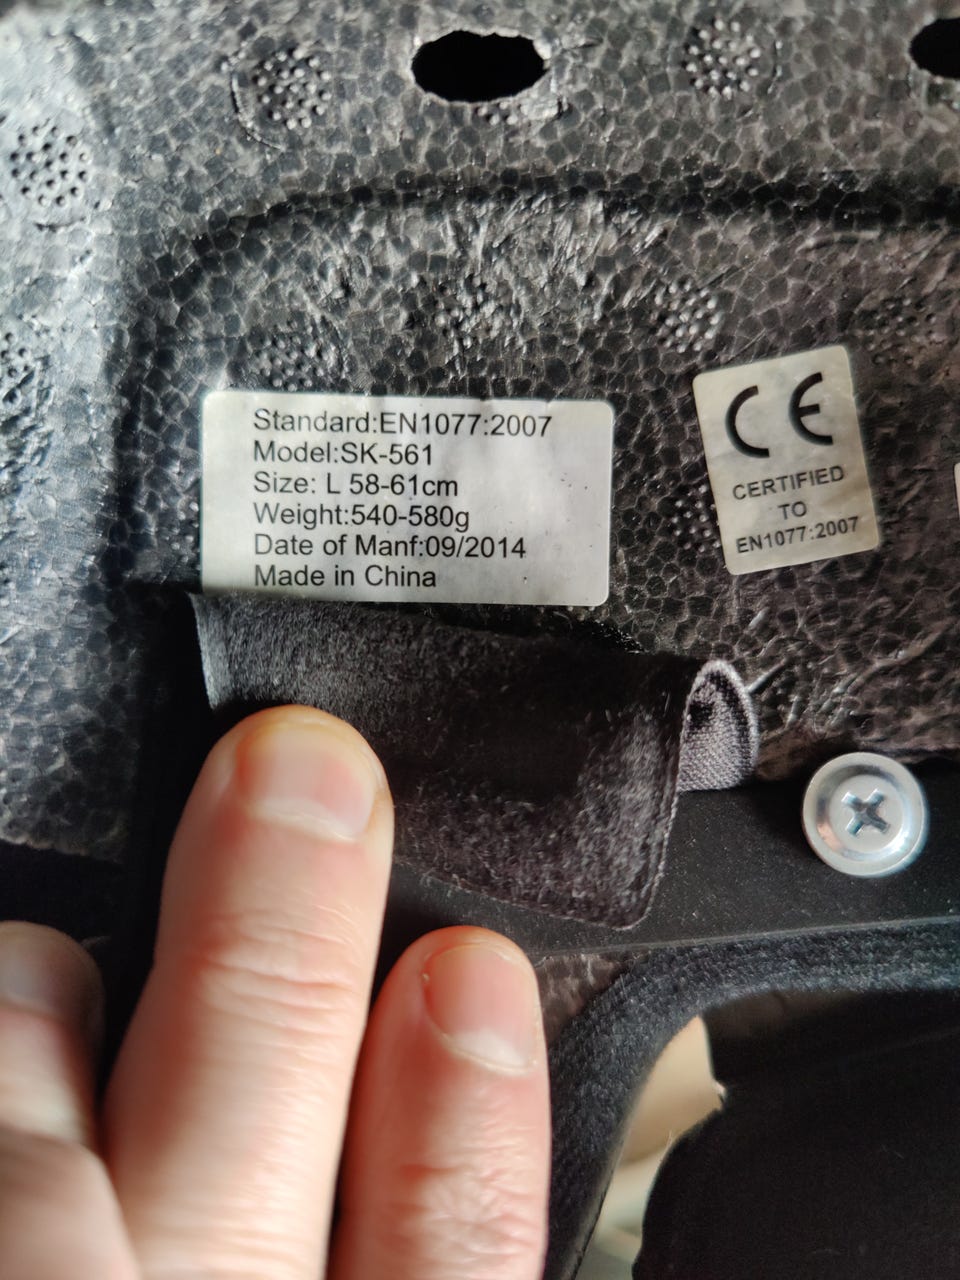 Standard:EN1077:2007
Model:SK-561
Size: L 58-61cm
Weight:540-580g
Date of Manf:09/2014
Made in China
CE
CERTIFIED
TO
EN1077:2007